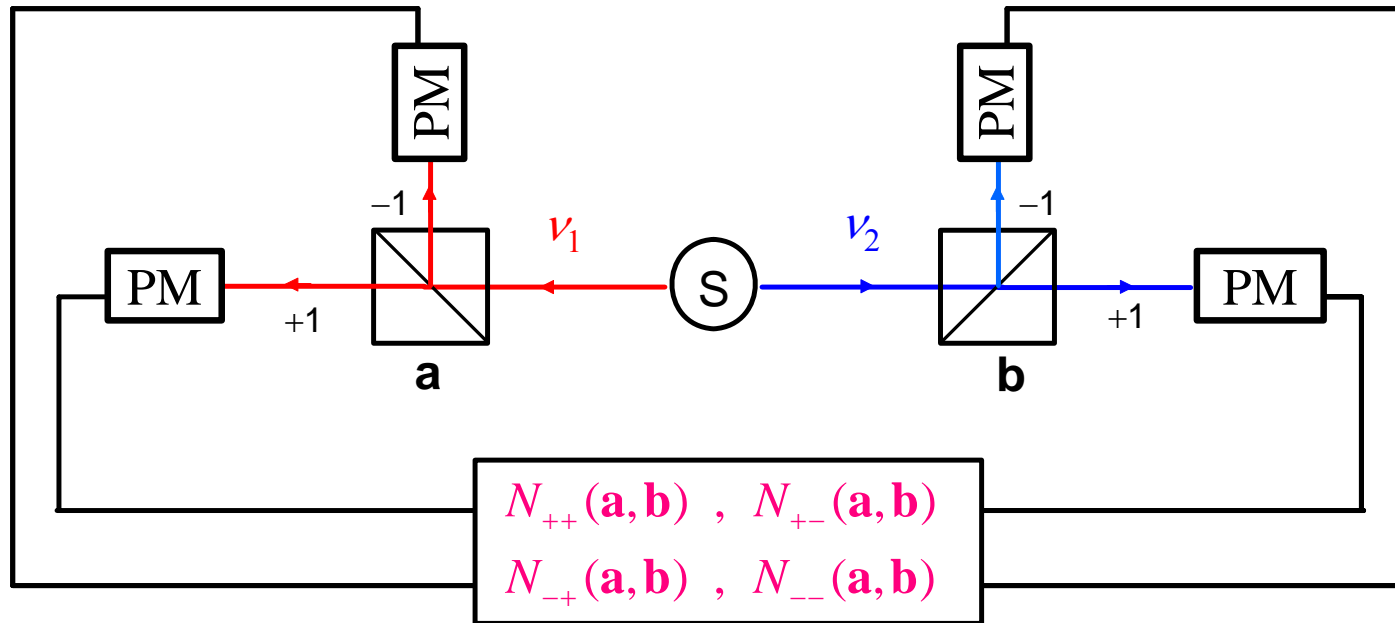 PM PM
−1 −1
ν₁ ν₂
PM S PM
+1 +1
a b
N₊₊(a,b) , N₊₋(a,b)
N₋₊(a,b) , N₋₋(a,b)